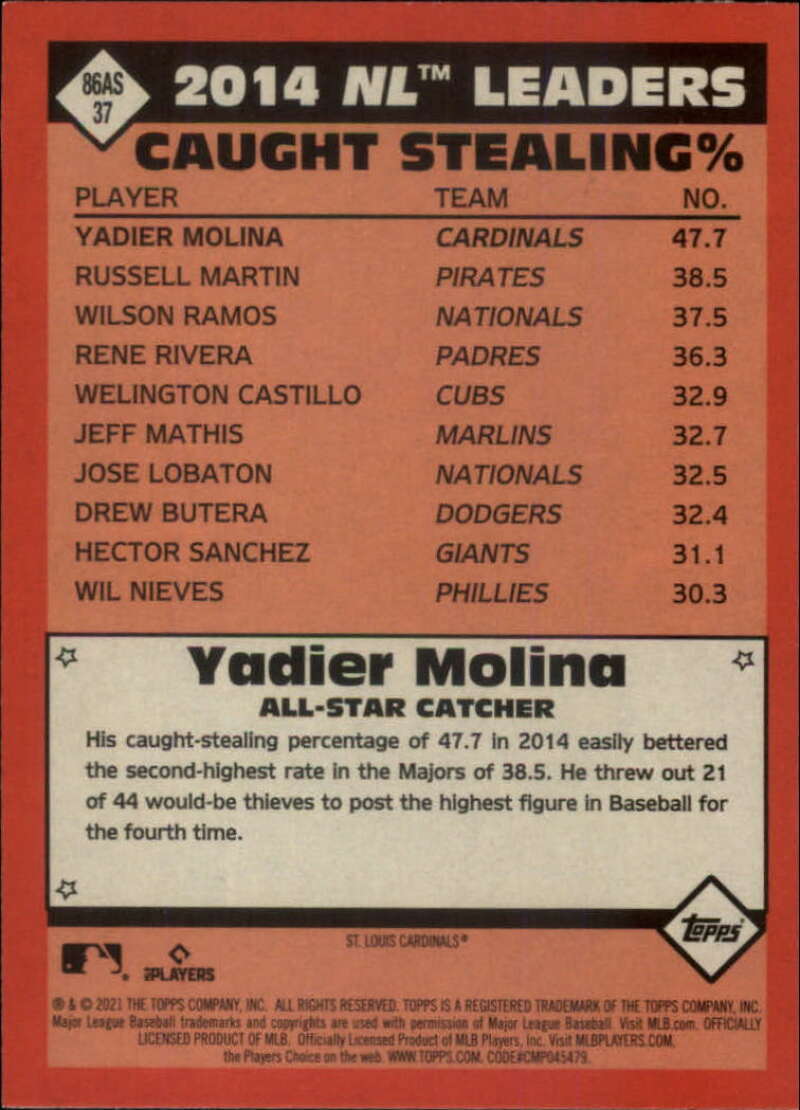 86AS
37
2014 NL™ LEADERS
CAUGHT STEALING%
PLAYER TEAM NO.
YADIER MOLINA CARDINALS 47.7
RUSSELL MARTIN PIRATES 38.5
WILSON RAMOS NATIONALS 37.5
RENE RIVERA PADRES 36.3
WELINGTON CASTILLO CUBS 32.9
JEFF MATHIS MARLINS 32.7
JOSE LOBATON NATIONALS 32.5
DREW BUTERA DODGERS 32.4
HECTOR SANCHEZ GIANTS 31.1
WIL NIEVES PHILLIES 30.3
Yadier Molina
ALL-STAR CATCHER
His caught-stealing percentage of 47.7 in 2014 easily bettered
the second-highest rate in the Majors of 38.5. He threw out 21
of 44 would-be thieves to post the highest figure in Baseball for
the fourth time.
Topps
ST. LOUIS CARDINALS®
PLAYERS
® & © 2021 THE TOPPS COMPANY, INC. ALL RIGHTS RESERVED. TOPPS IS A REGISTERED TRADEMARK OF THE TOPPS COMPANY, INC.
Major League Baseball trademarks and copyrights are used with permission of Major League Baseball. Visit MLB.com. OFFICIALLY
LICENSED PRODUCT OF MLB. Officially Licensed Product of MLB Players, Inc. Visit MLBPLAYERS.COM,
the Players Choice on the web. WWW.TOPPS.COM. CODE#CMP045479.